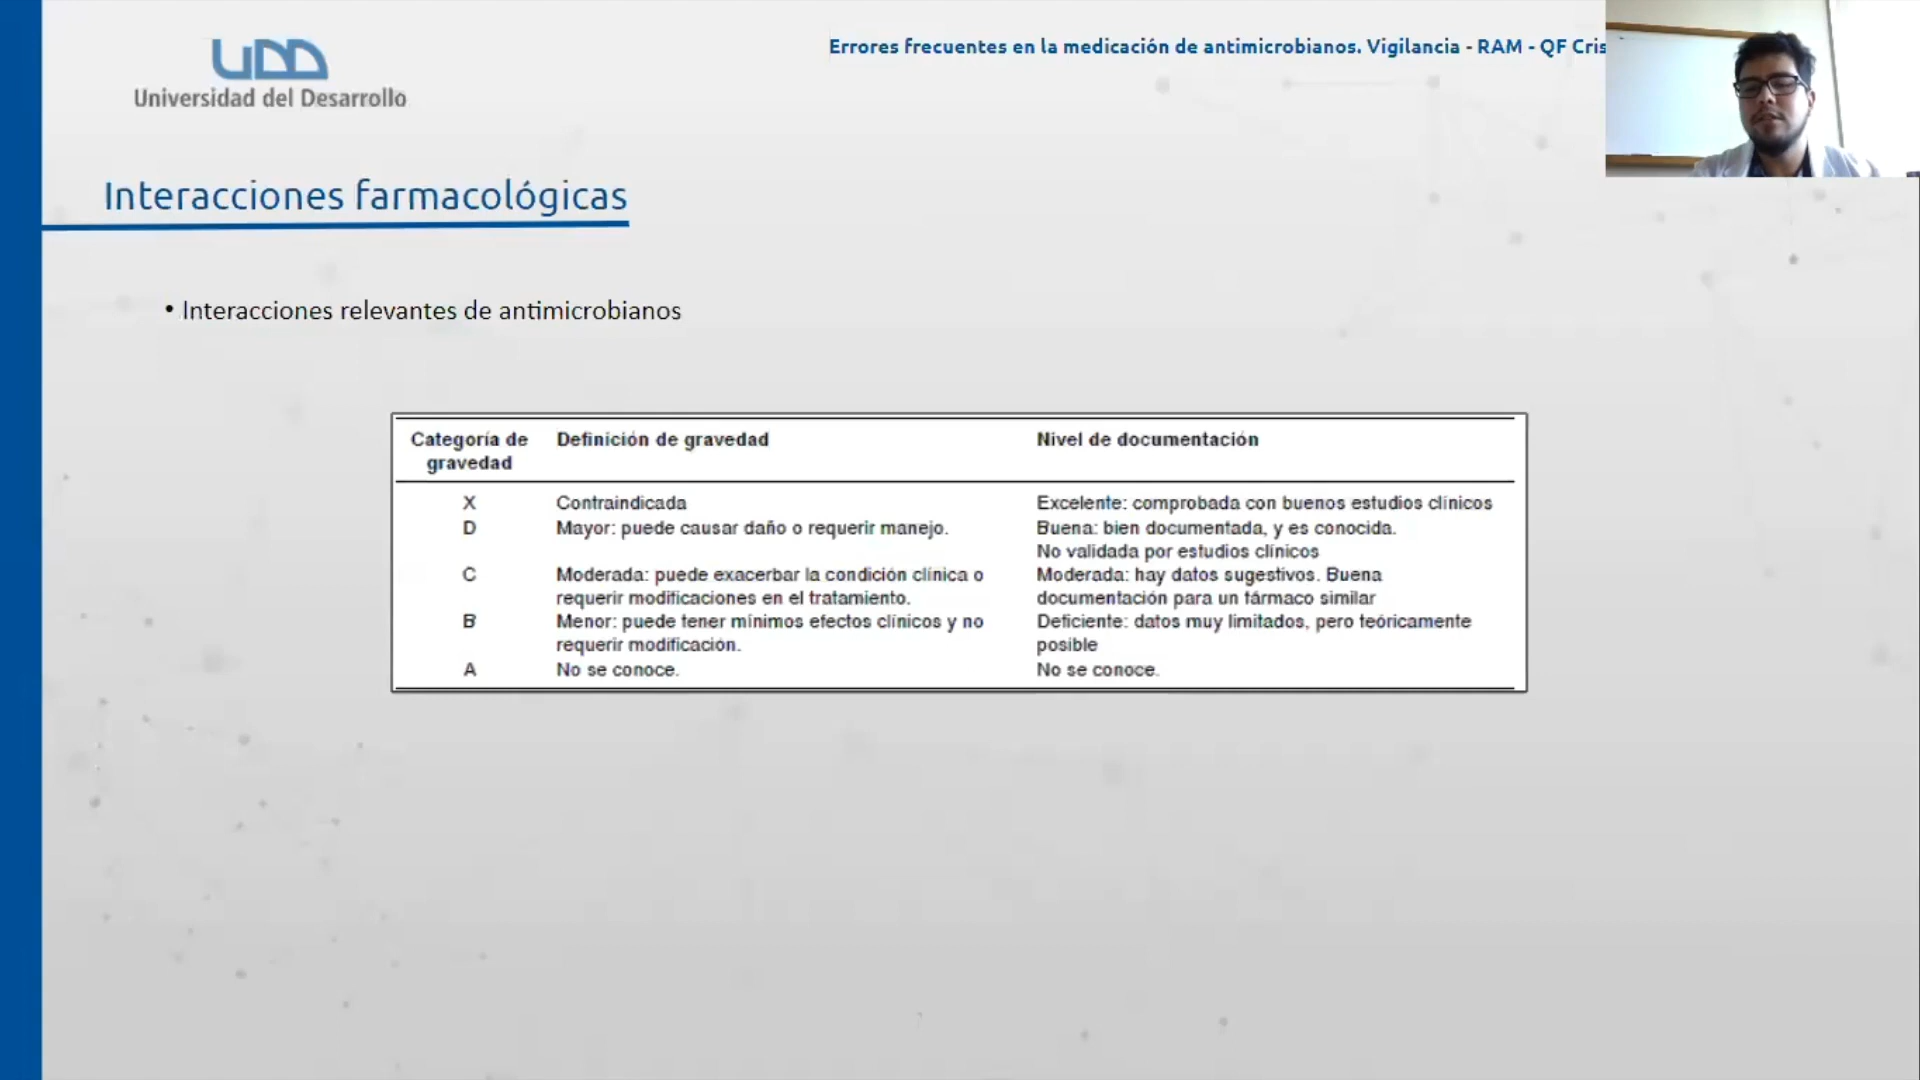 UDD
Universidad del Desarrollo
Errores frecuentes en la medicación de antimicrobianos. Vigilancia - RAM - QF Cris
Interacciones farmacológicas
• Interacciones relevantes de antimicrobianos
Categoría de gravedad Definición de gravedad Nivel de documentación
X Contraindicada Excelente: comprobada con buenos estudios clínicos
D Mayor: puede causar daño o requerir manejo. Buena: bien documentada, y es conocida.
No validada por estudios clínicos
C Moderada: puede exacerbar la condición clínica o Moderada: hay datos sugestivos. Buena
requerir modificaciones en el tratamiento. documentación para un fármaco similar
B Menor: puede tener mínimos efectos clínicos y no Deficiente: datos muy limitados, pero teóricamente
requerir modificación. posible
A No se conoce. No se conoce.